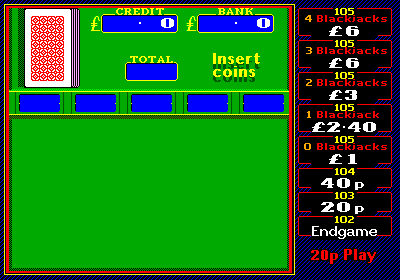 CREDIT
BANK
£ 0
£ 0
TOTAL
Insert
coins
105
4 Blackjacks
£6
105
3 Blackjacks
£6
105
2 Blackjacks
£3
105
1 Blackjack
£2·40
105
0 Blackjacks
£1
104
40p
103
20p
102
Endgame
20p Play